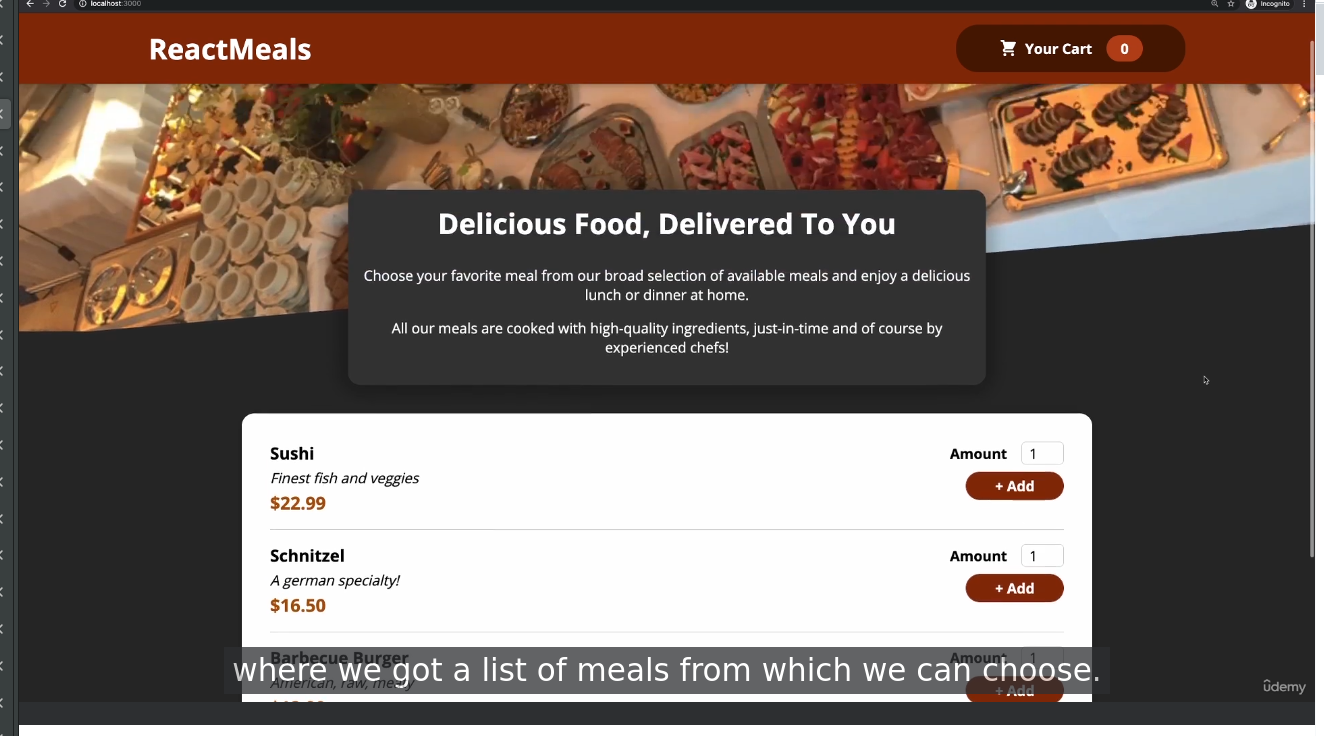 localhost:3000
Incognito
ReactMeals
Your Cart 0
Delicious Food, Delivered To You
Choose your favorite meal from our broad selection of available meals and enjoy a delicious
lunch or dinner at home.
All our meals are cooked with high-quality ingredients, just-in-time and of course by
experienced chefs!
Sushi
Amount 1
Finest fish and veggies
+ Add
$22.99
Schnitzel
Amount 1
A german specialty!
+ Add
$16.50
Barbecue Burger
Amount 1
where we got a list of meals from which we can choose.
American, raw, meaty
+ Add
ûdemy